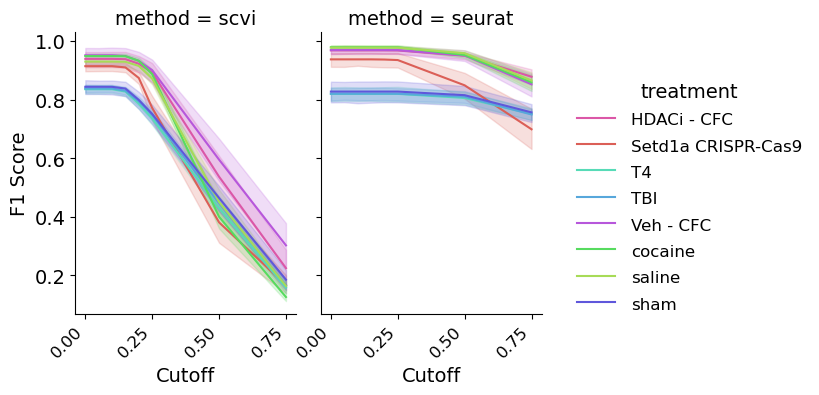 method = scvi
method = seurat
F1 Score
1.0
0.8
0.6
0.4
0.2
0.00
0.25
0.50
0.75
Cutoff
0.00
0.25
0.50
0.75
Cutoff
treatment
HDACi - CFC
Setd1a CRISPR-Cas9
T4
TBI
Veh - CFC
cocaine
saline
sham